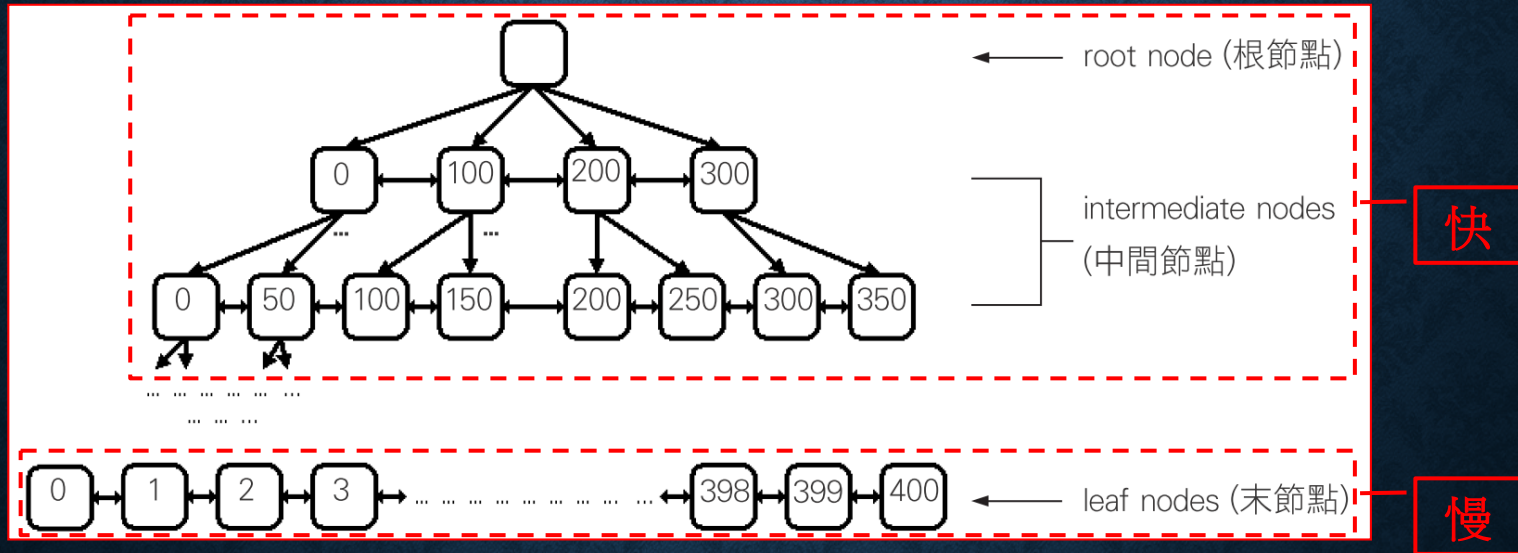 root node (根節點)
0 100 200 300
... ...
intermediate nodes
(中間節點)
快
0 50 100 150 200 250 300 350
... ... ... ... ... ...
... ... ...
0 1 2 3 ... ... ... ... ... ... ... ... ... 398 399 400
leaf nodes (末節點)
慢